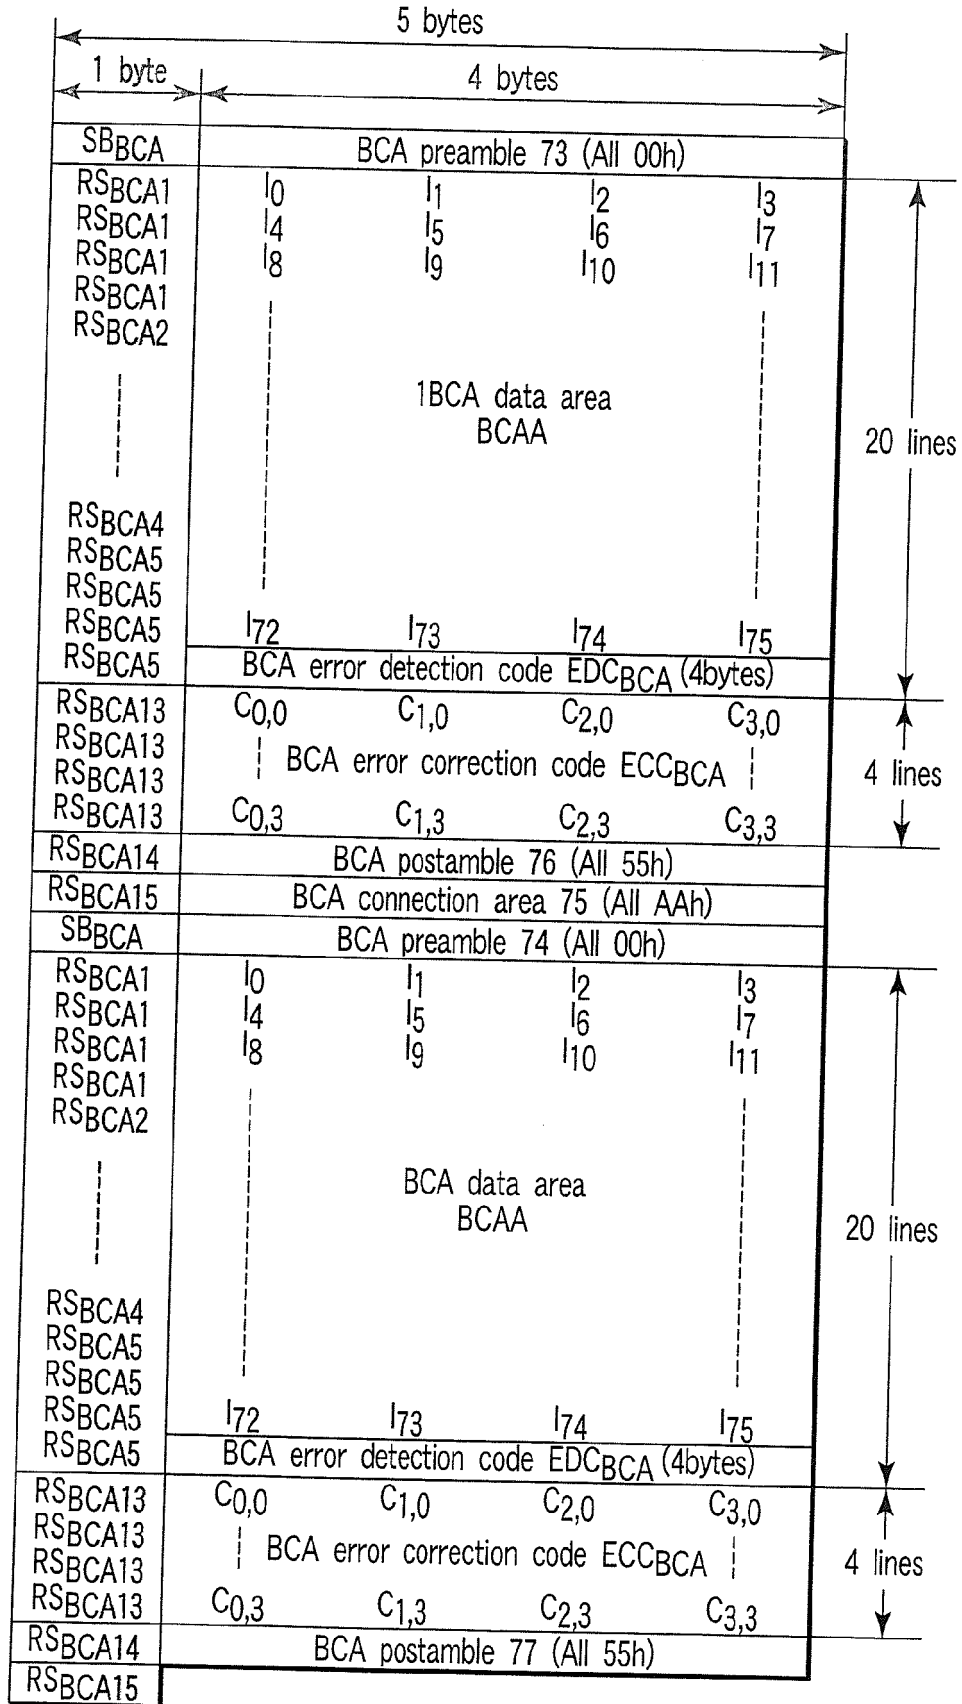 5 bytes
1 byte 4 bytes
SBBCA BCA preamble 73 (All 00h)
RSBCA1 I0 I1 I2 I3
RSBCA1 I4 I5 I6 I7
RSBCA1 I8 I9 I10 I11
RSBCA1
RSBCA2
1BCA data area
BCAA
20 lines
RSBCA4
RSBCA5
RSBCA5
RSBCA5 I72 I73 I74 I75
RSBCA5 BCA error detection code EDCBCA (4bytes)
RSBCA13 C0,0 C1,0 C2,0 C3,0
RSBCA13
RSBCA13 BCA error correction code ECCBCA 4 lines
RSBCA13 C0,3 C1,3 C2,3 C3,3
RSBCA14 BCA postamble 76 (All 55h)
RSBCA15 BCA connection area 75 (All AAh)
SBBCA BCA preamble 74 (All 00h)
RSBCA1 I0 I1 I2 I3
RSBCA1 I4 I5 I6 I7
RSBCA1 I8 I9 I10 I11
RSBCA1
RSBCA2
BCA data area
BCAA
20 lines
RSBCA4
RSBCA5
RSBCA5
RSBCA5 I72 I73 I74 I75
RSBCA5 BCA error detection code EDCBCA (4bytes)
RSBCA13 C0,0 C1,0 C2,0 C3,0
RSBCA13
RSBCA13 BCA error correction code ECCBCA 4 lines
RSBCA13 C0,3 C1,3 C2,3 C3,3
RSBCA14 BCA postamble 77 (All 55h)
RSBCA15